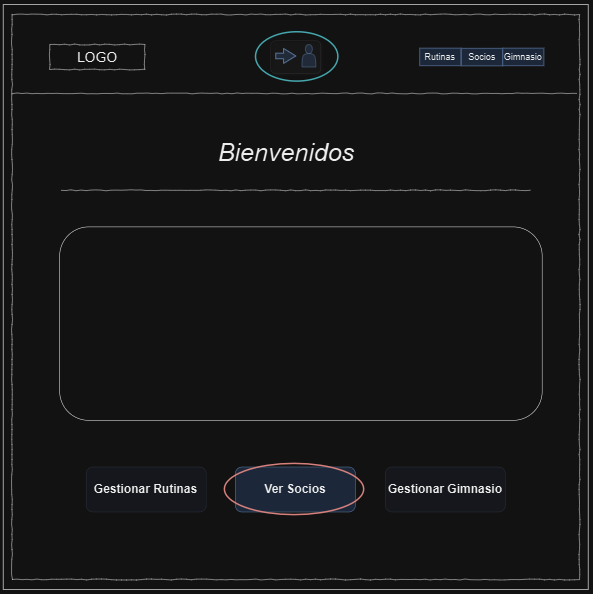 LOGO
Rutinas Socios Gimnasio
Bienvenidos
Gestionar Rutinas Ver Socios Gestionar Gimnasio